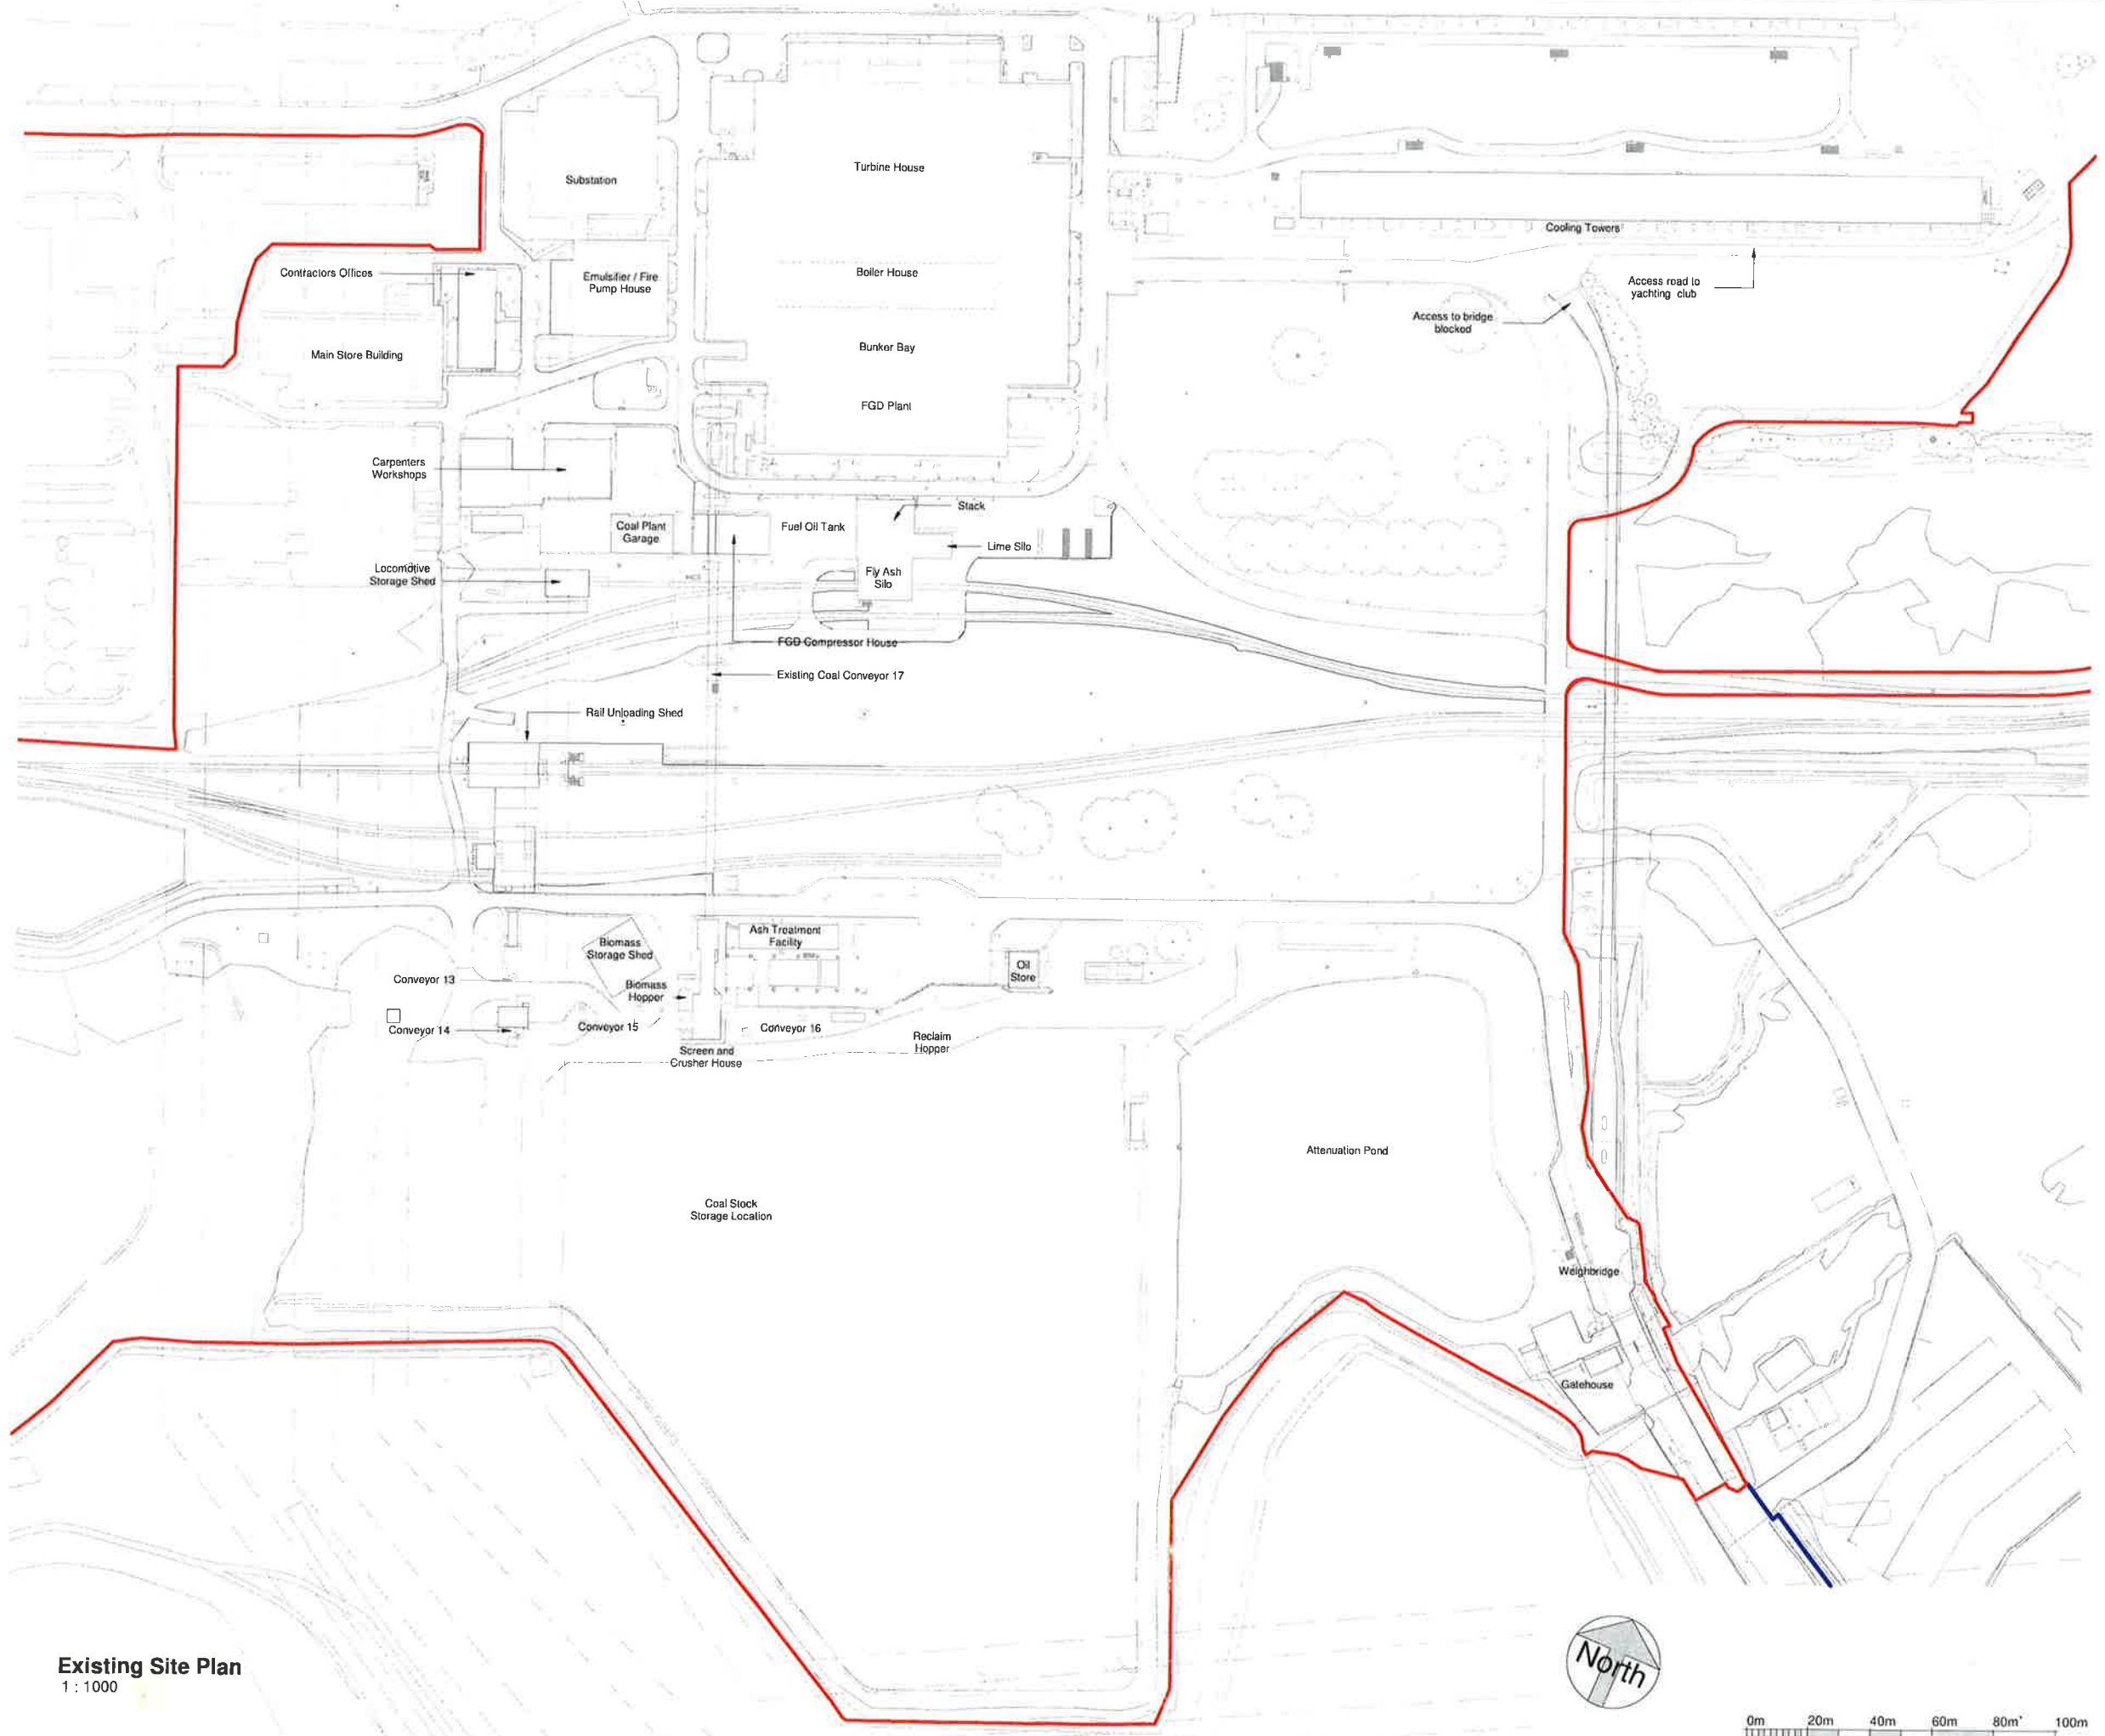 Substation
Turbine House
Cooling Towers
Contractors Offices
Emulsifier / Fire
Pump House
Boiler House
Access road to
yachting club
Access to bridge
blocked
Main Store Building
Bunker Bay
FGD Plant
Carpenters
Workshops
Stack
Coal Plant
Garage
Fuel Oil Tank
Lime Silo
Locomotive
Storage Shed
Fly Ash
Silo
FGD Compressor House
Existing Coal Conveyor 17
Rail Unloading Shed
Biomass
Storage Shed
Ash Treatment
Facility
Conveyor 13
Biomass
Hopper
Oil
Store
Conveyor 14
Conveyor 15
Conveyor 16
Reclaim
Hopper
Screen and
Crusher House
Attenuation Pond
Coal Stock
Storage Location
Weighbridge
Gatehouse
North
Existing Site Plan
1 : 1000
0m 20m 40m 60m 80m 100m